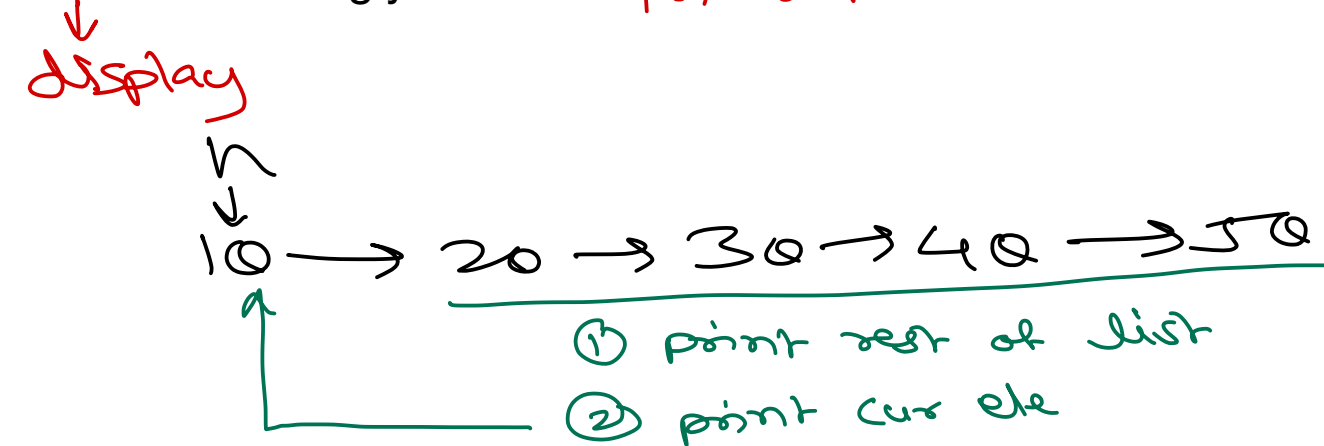 display
h
10 → 20 → 30 → 40 → 50
① print rest of list
② print cur ele